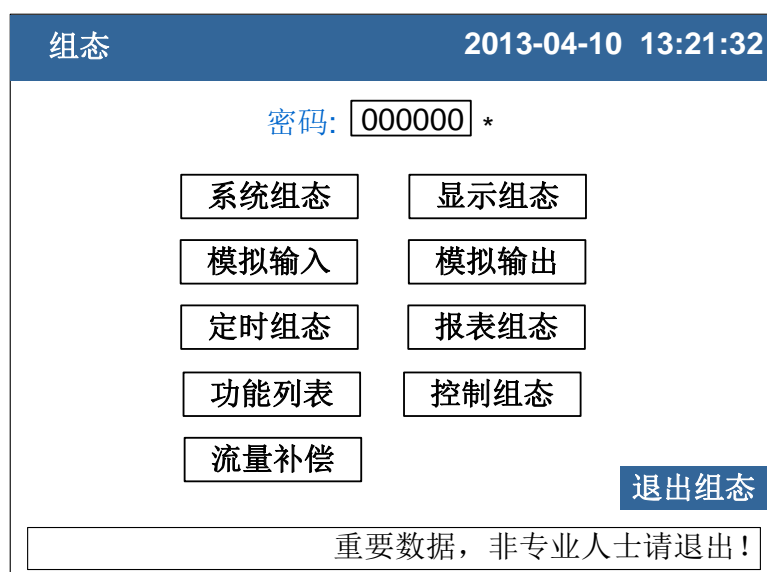 组态 2013-04-10 13:21:32
密码: 000000 *
系统组态 显示组态
模拟输入 模拟输出
定时组态 报表组态
功能列表 控制组态
流量补偿
退出组态
重要数据，非专业人士请退出！